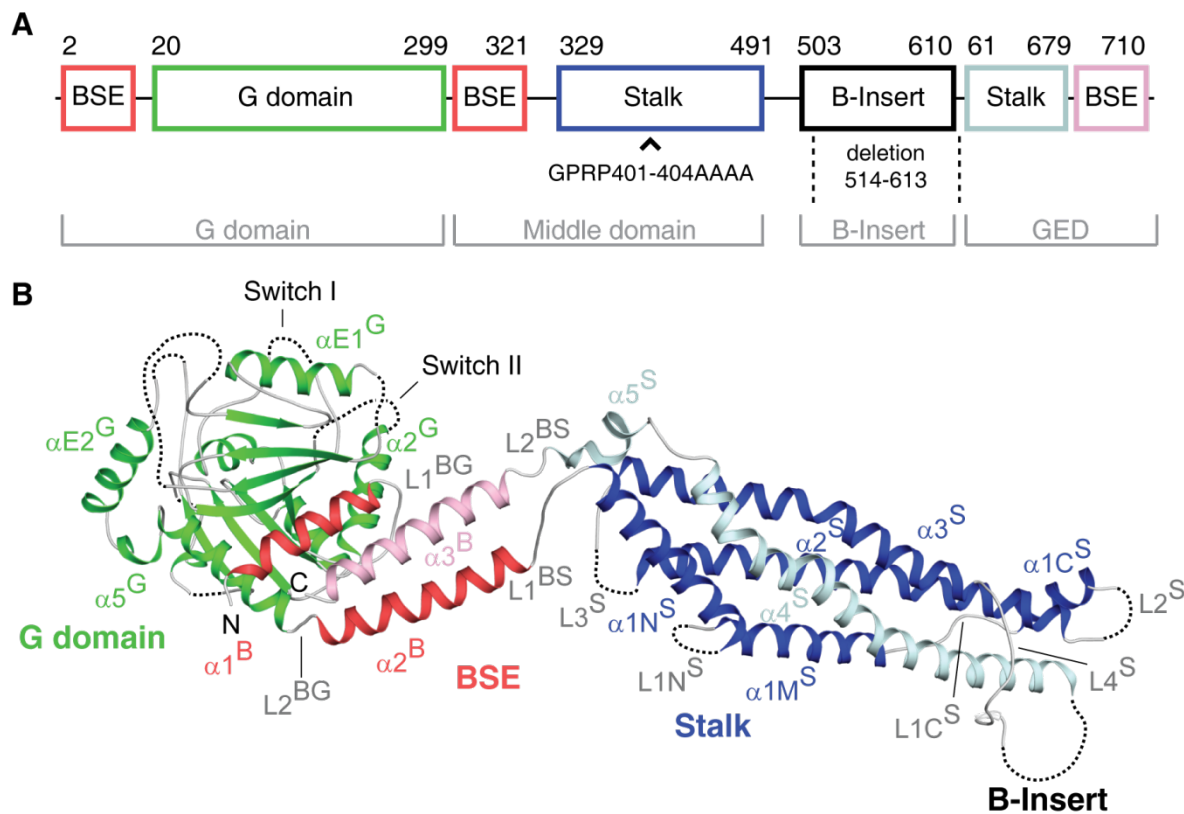 A
2 20 299 321 329 491 503 610 61 679 710
BSE G domain BSE Stalk B-Insert Stalk BSE
GPRP401-404AAAA
deletion
514-613
G domain Middle domain B-Insert GED
B
Switch I
αE1G
Switch II
α5S
αE2G
α2G
L2BS
L1BG
α3S
α2S
α1CS
α3B
L1BS
α5G
C
L3S
α1NS
α4S
L2S
N
G domain
α1B
α2B
BSE
L1NS
α1MS
L4S
L2BG
Stalk
L1CS
B-Insert